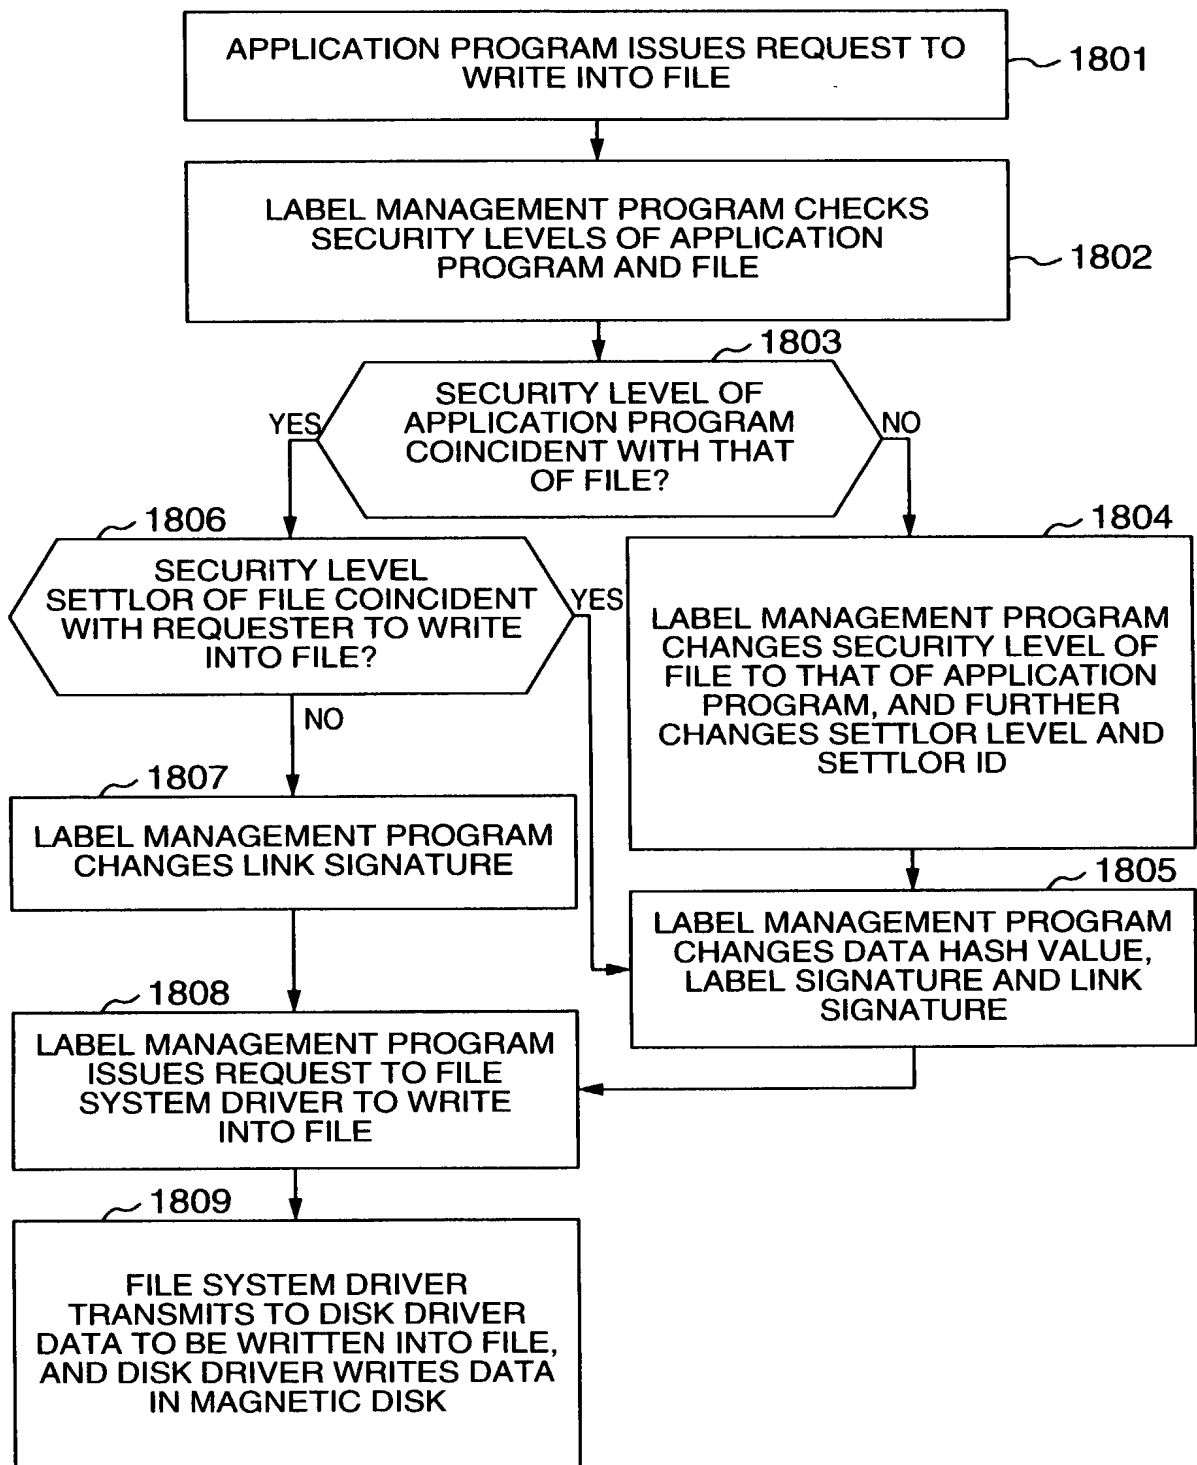 APPLICATION PROGRAM ISSUES REQUEST TO
WRITE INTO FILE
1801
LABEL MANAGEMENT PROGRAM CHECKS
SECURITY LEVELS OF APPLICATION
PROGRAM AND FILE
1802
1803
SECURITY LEVEL OF
APPLICATION PROGRAM
COINCIDENT WITH THAT
OF FILE?
YES
NO
1806
SECURITY LEVEL
SETTLOR OF FILE COINCIDENT
WITH REQUESTER TO WRITE
INTO FILE?
YES
NO
1804
LABEL MANAGEMENT PROGRAM
CHANGES SECURITY LEVEL OF
FILE TO THAT OF APPLICATION
PROGRAM, AND FURTHER
CHANGES SETTLOR LEVEL AND
SETTLOR ID
1807
LABEL MANAGEMENT PROGRAM
CHANGES LINK SIGNATURE
1805
LABEL MANAGEMENT PROGRAM
CHANGES DATA HASH VALUE,
LABEL SIGNATURE AND LINK
SIGNATURE
1808
LABEL MANAGEMENT PROGRAM
ISSUES REQUEST TO FILE
SYSTEM DRIVER TO WRITE
INTO FILE
1809
FILE SYSTEM DRIVER
TRANSMITS TO DISK DRIVER
DATA TO BE WRITTEN INTO FILE,
AND DISK DRIVER WRITES DATA
IN MAGNETIC DISK